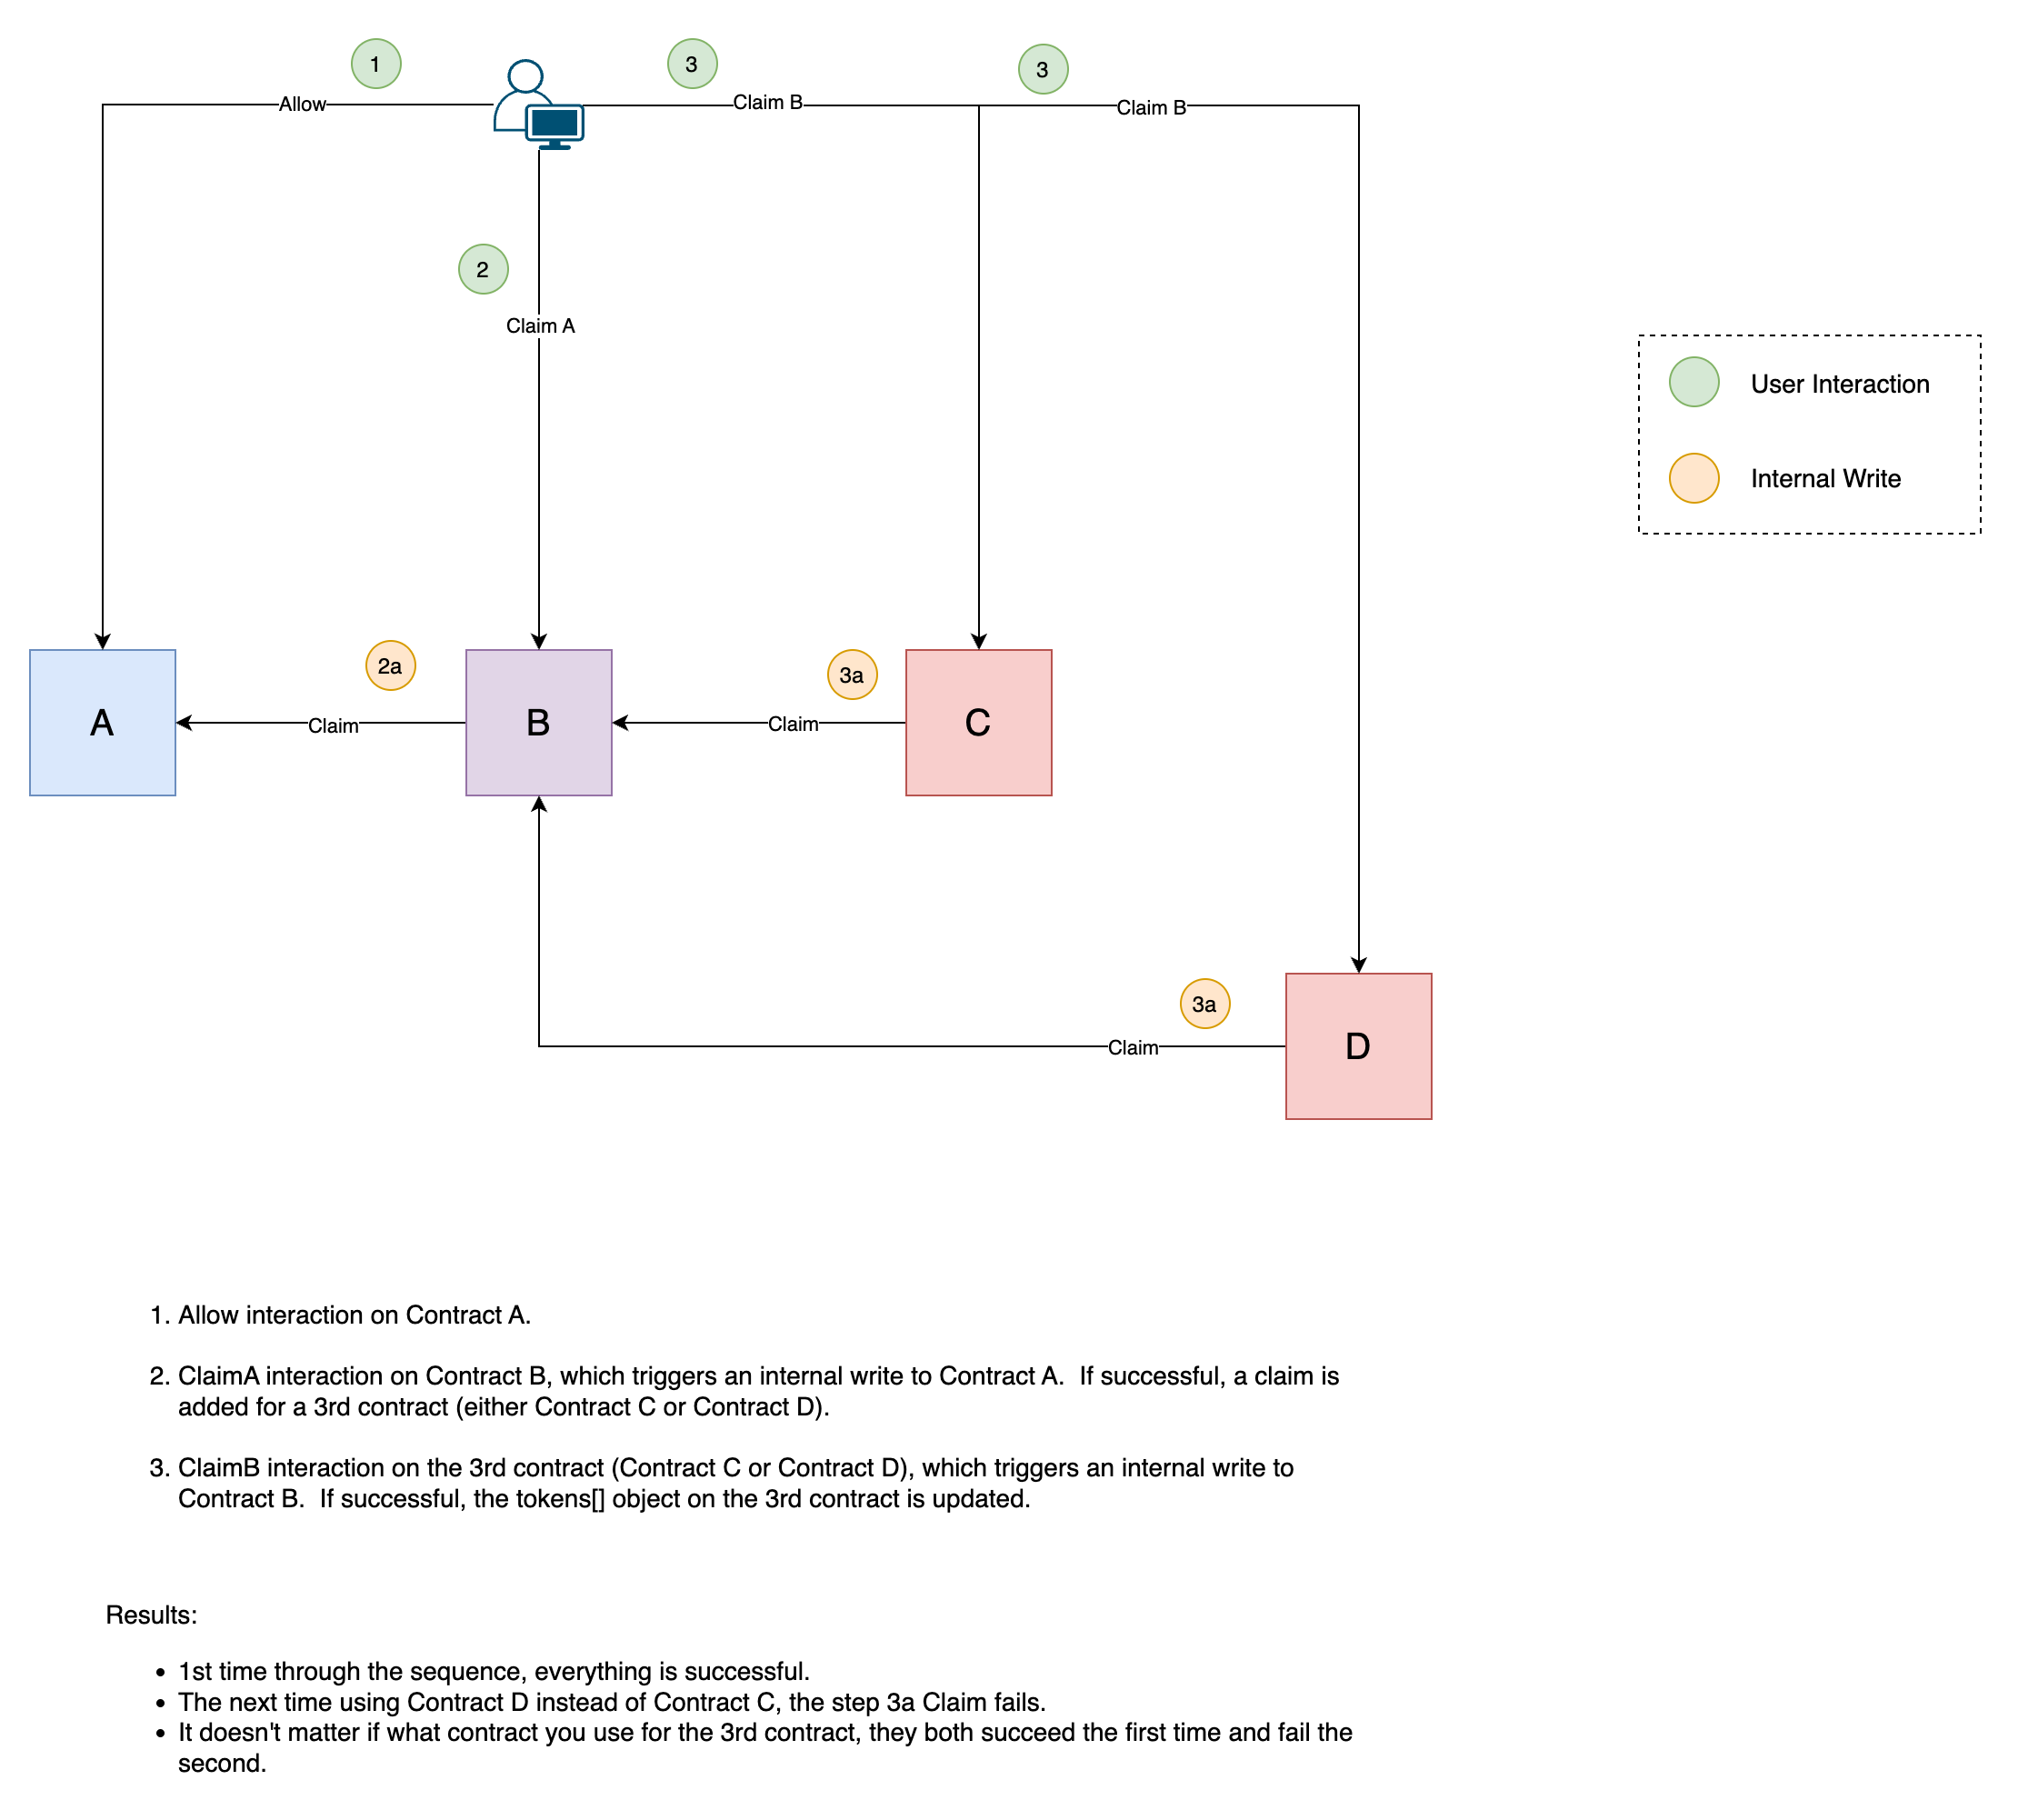 1
3
3
Allow
Claim B
Claim B
2
Claim A
User Interaction
Internal Write
2a
3a
A
Claim
B
Claim
C
3a
Claim
D
1. Allow interaction on Contract A.
2. ClaimA interaction on Contract B, which triggers an internal write to Contract A.  If successful, a claim is
added for a 3rd contract (either Contract C or Contract D).
3. ClaimB interaction on the 3rd contract (Contract C or Contract D), which triggers an internal write to
Contract B.  If successful, the tokens[] object on the 3rd contract is updated.
Results:
• 1st time through the sequence, everything is successful.
• The next time using Contract D instead of Contract C, the step 3a Claim fails.
• It doesn't matter if what contract you use for the 3rd contract, they both succeed the first time and fail the
second.